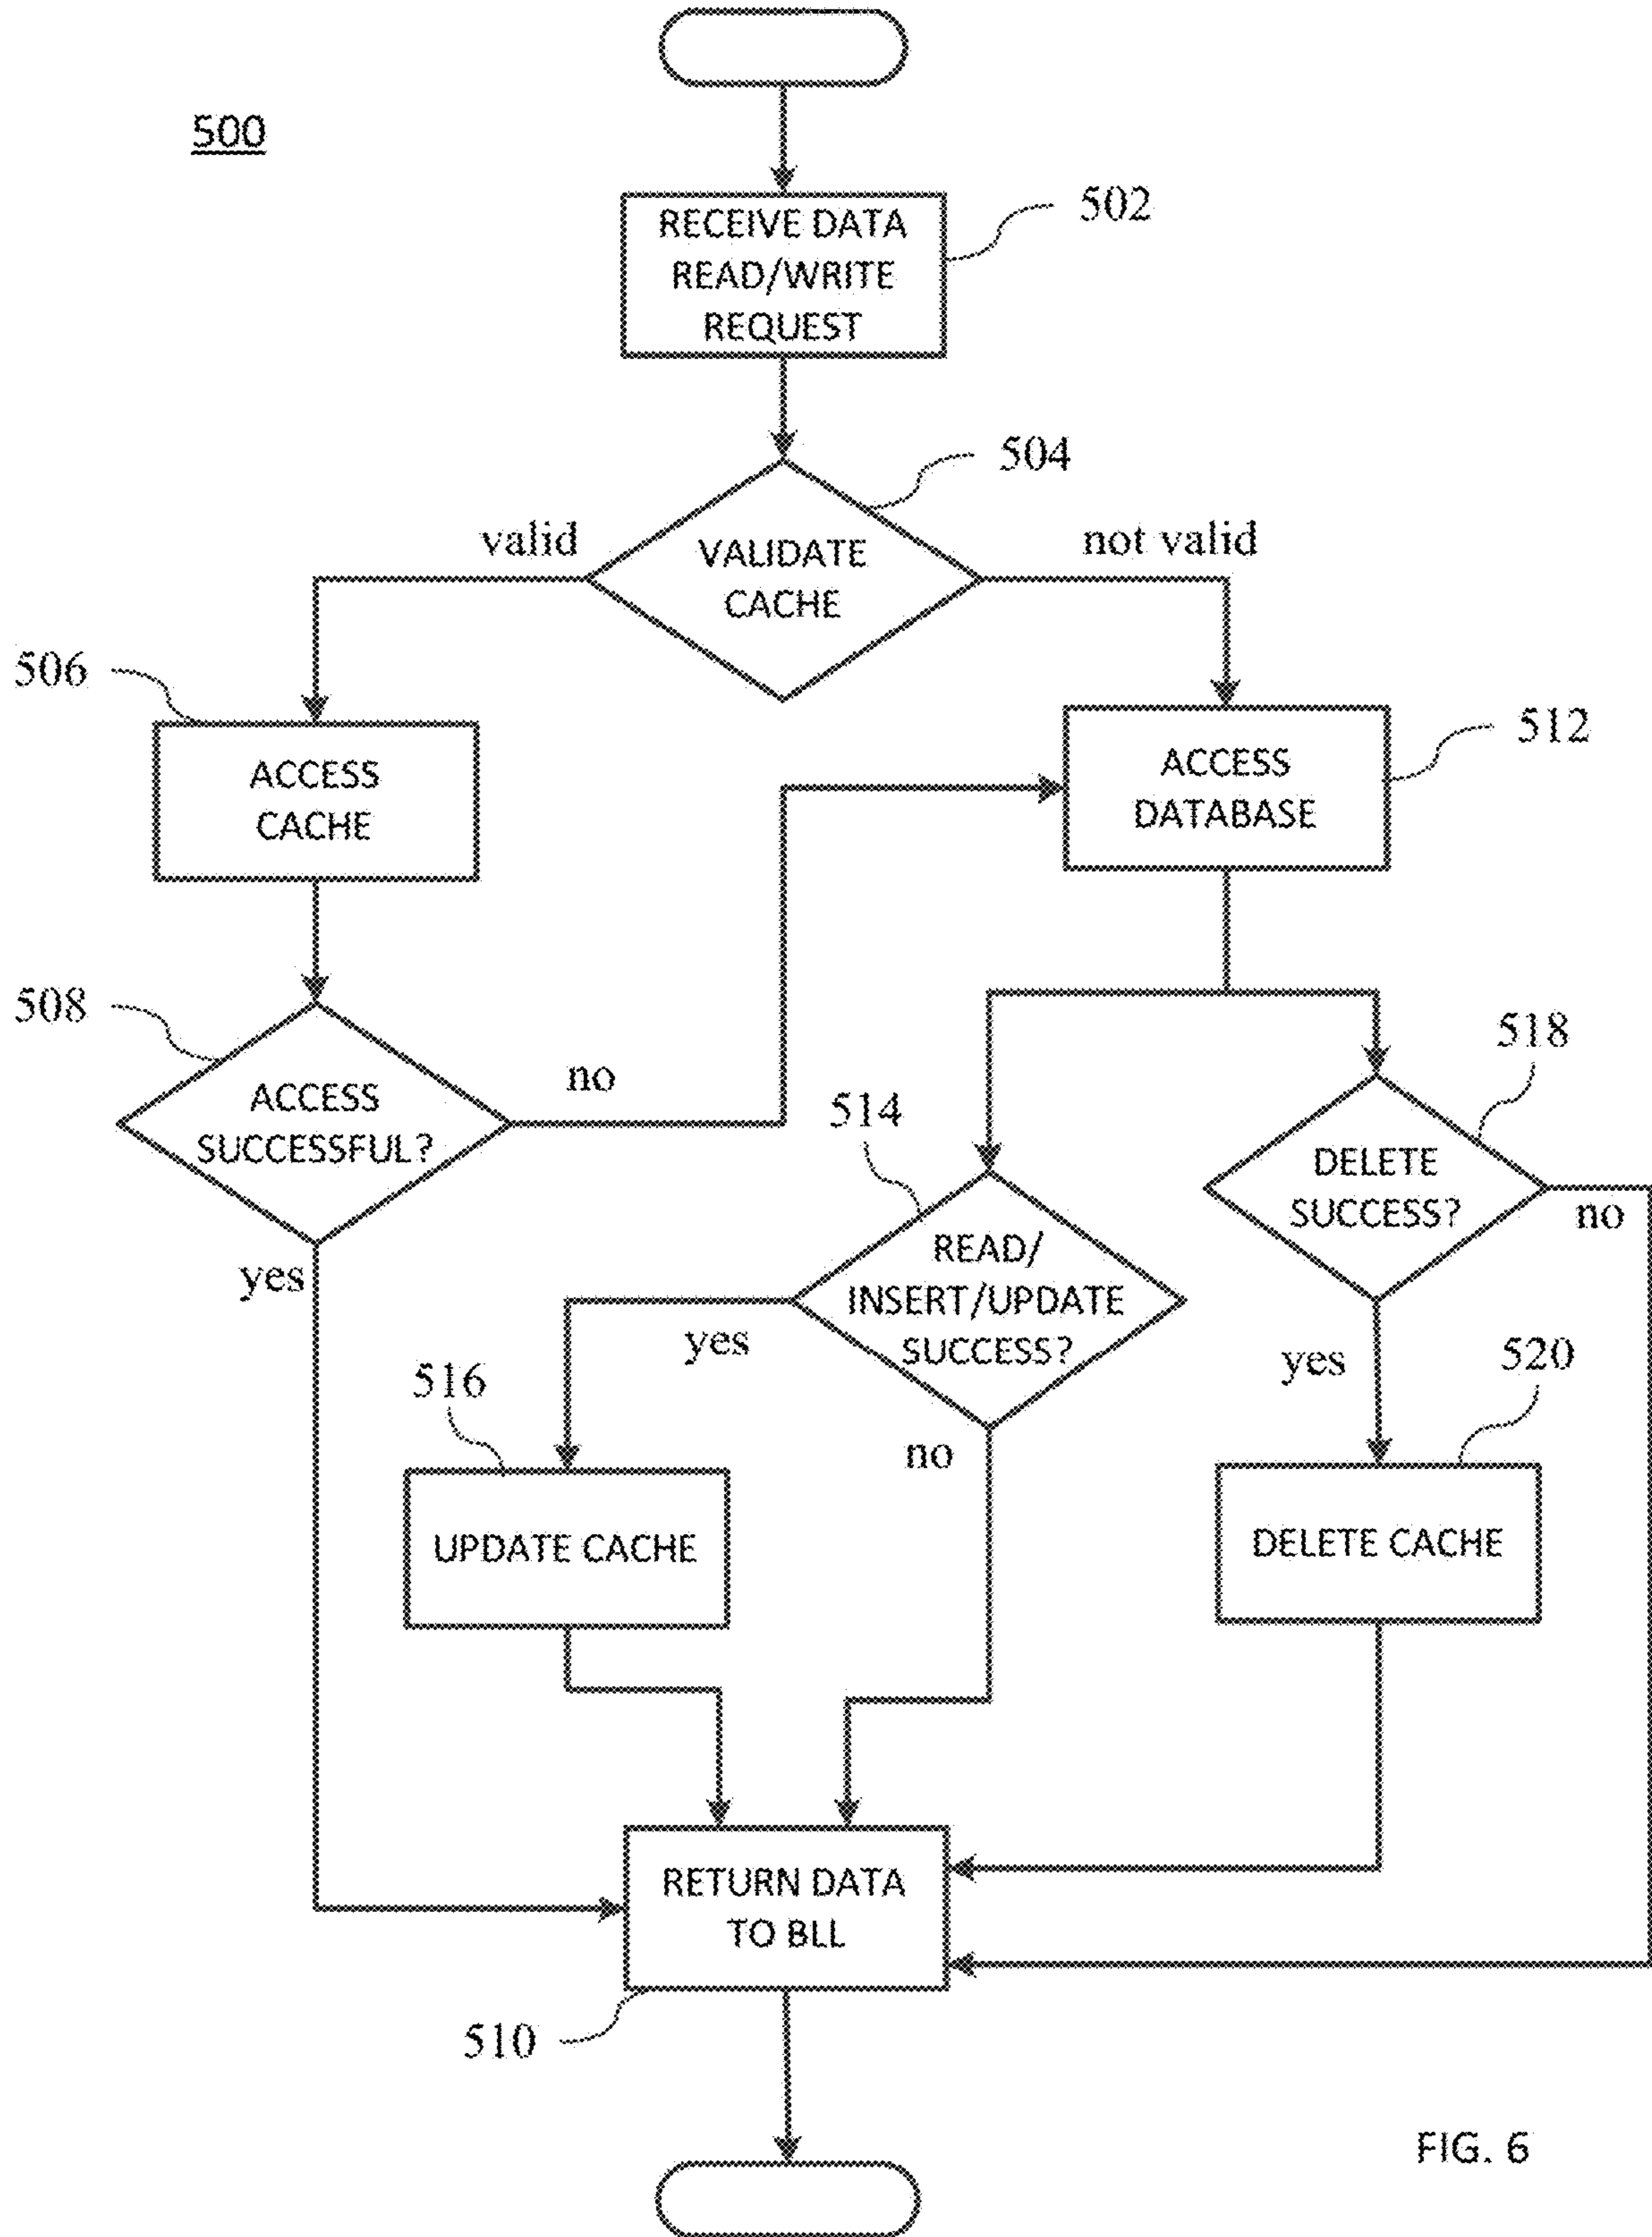 500
RECEIVE DATA
READ/WRITE
REQUEST
502
504
valid
VALIDATE
CACHE
not valid
506
ACCESS
CACHE
512
ACCESS
DATABASE
508
ACCESS
SUCCESSFUL?
no
yes
514
READ/
INSERT/UPDATE
SUCCESS?
yes
no
518
DELETE
SUCCESS?
no
yes
516
UPDATE CACHE
520
DELETE CACHE
RETURN DATA
TO BLL
510
FIG. 6